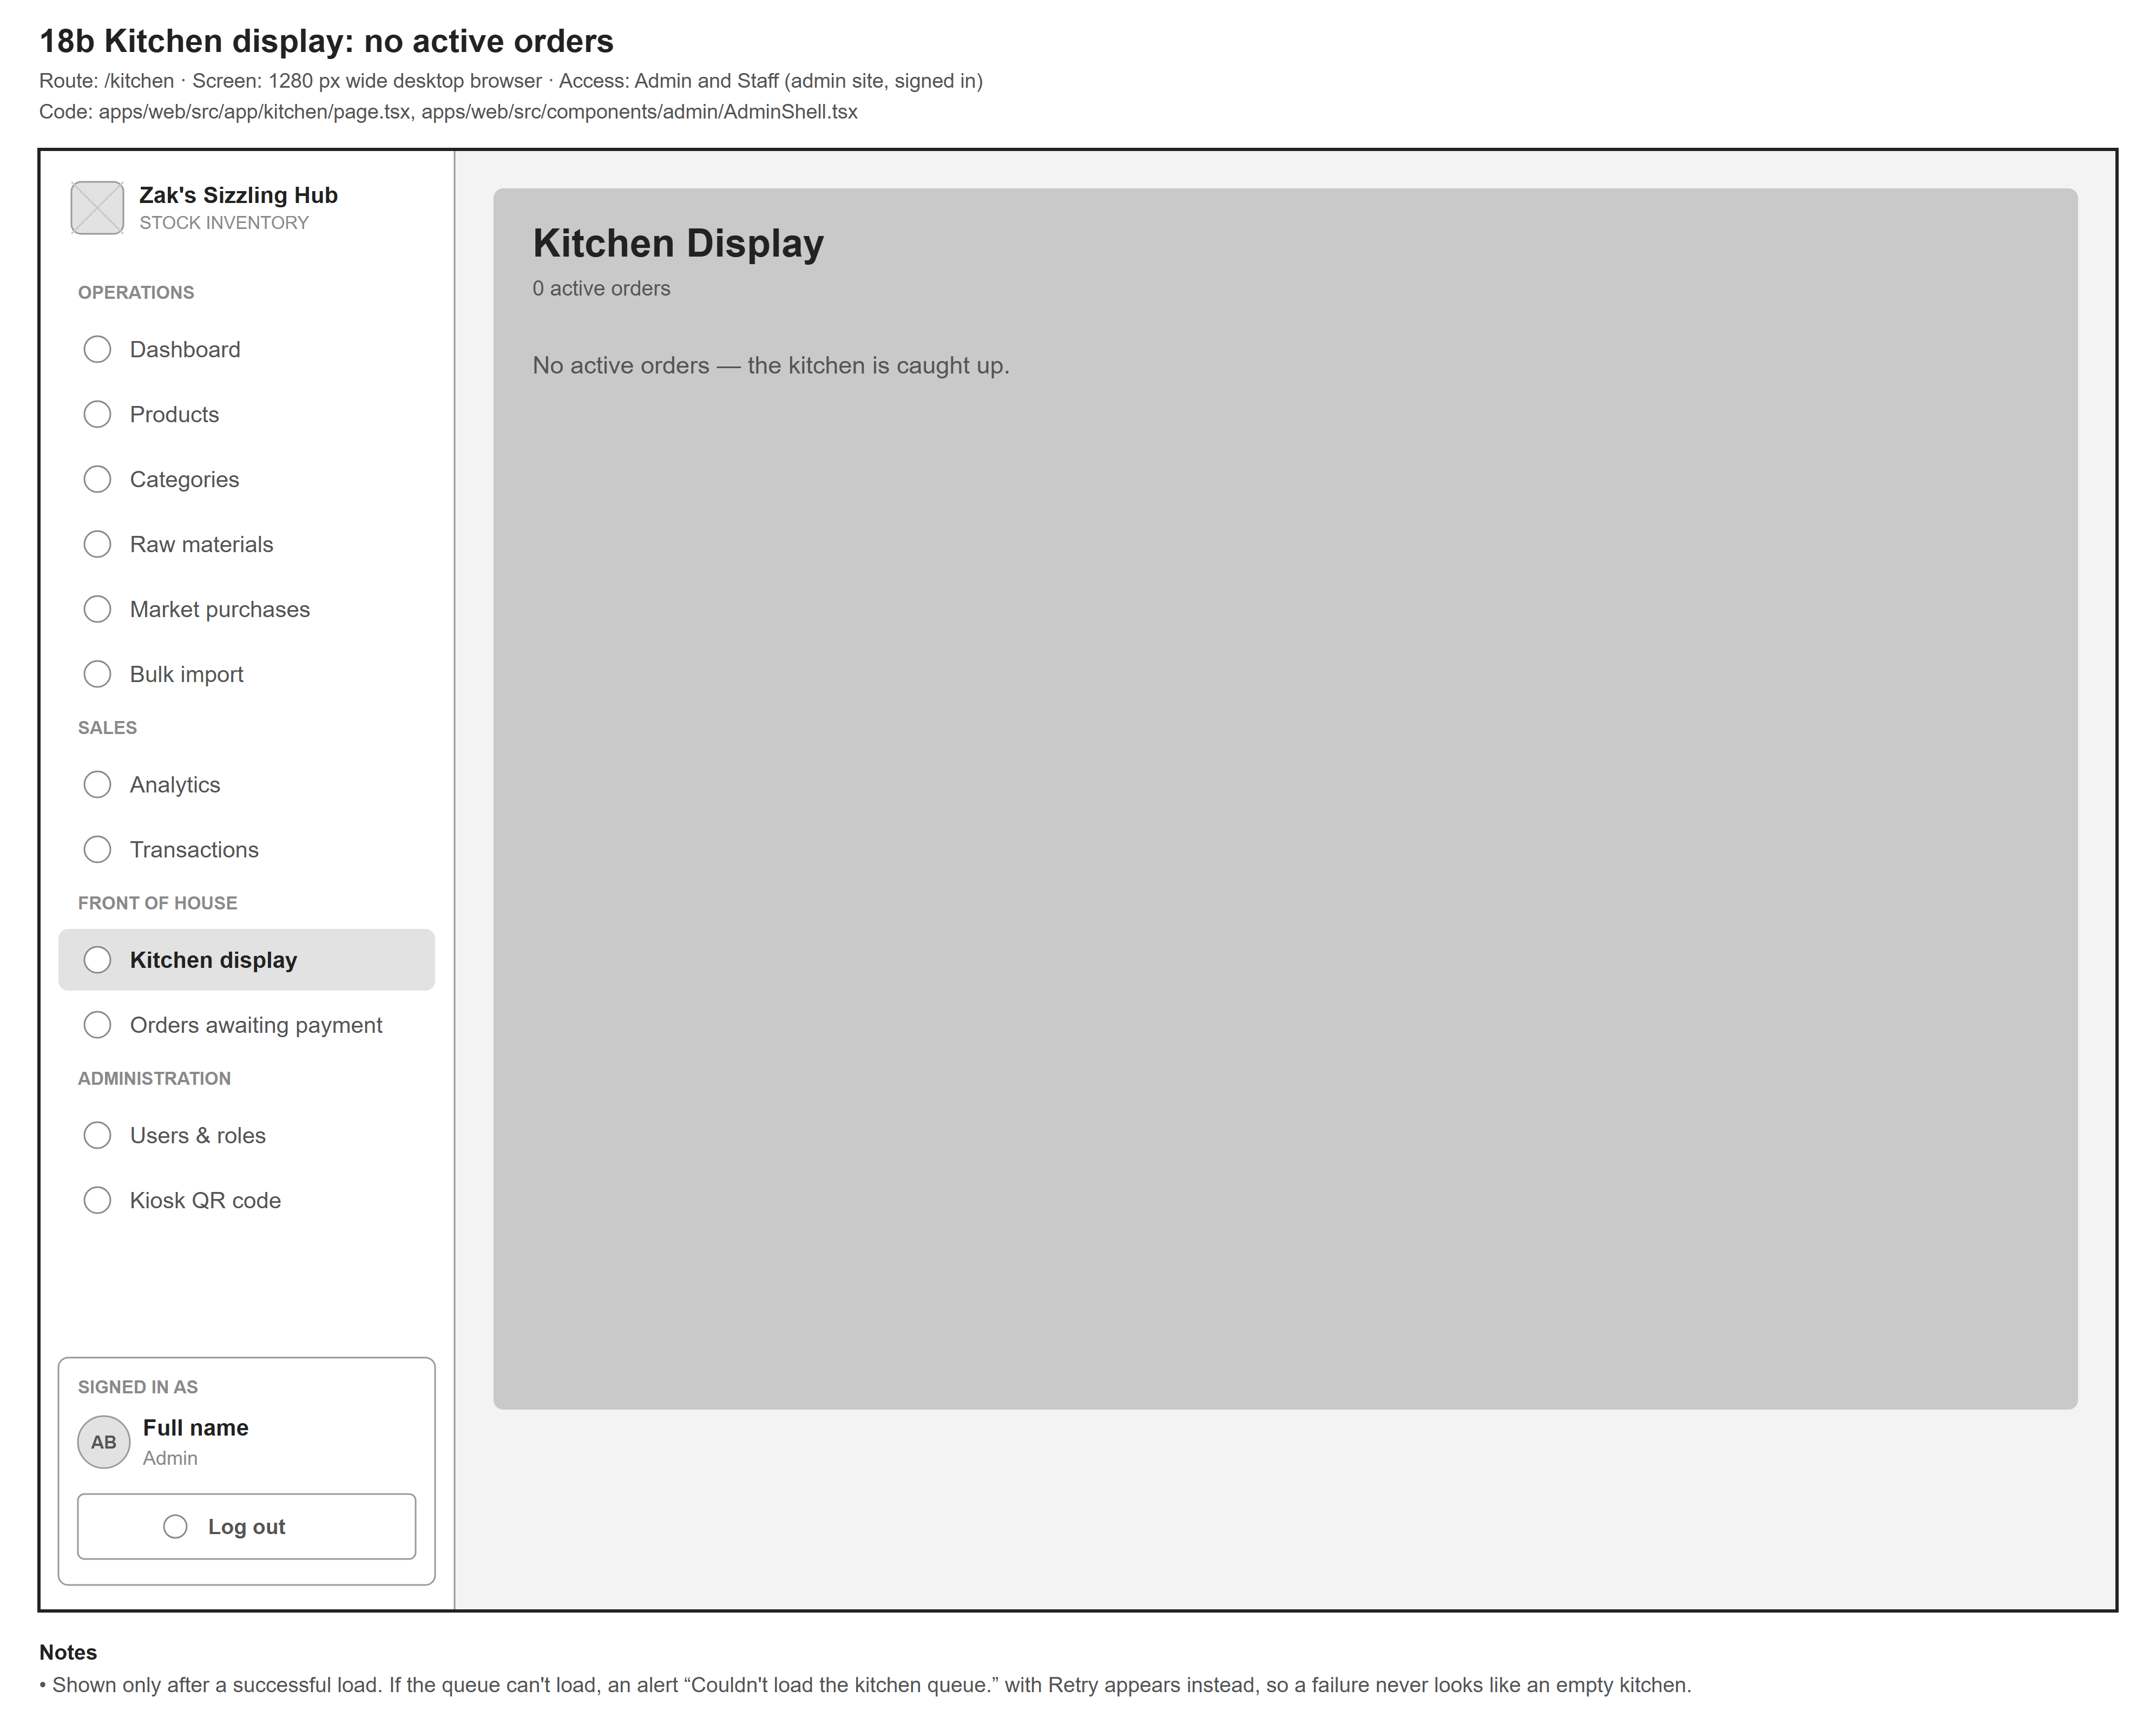 18b Kitchen display: no active orders
Route: /kitchen · Screen: 1280 px wide desktop browser · Access: Admin and Staff (admin site, signed in)
Code: apps/web/src/app/kitchen/page.tsx, apps/web/src/components/admin/AdminShell.tsx
Zak's Sizzling Hub
STOCK INVENTORY
OPERATIONS
Dashboard
Products
Categories
Raw materials
Market purchases
Bulk import
SALES
Analytics
Transactions
FRONT OF HOUSE
Kitchen display
Orders awaiting payment
ADMINISTRATION
Users & roles
Kiosk QR code
SIGNED IN AS
AB
Full name
Admin
Log out
Kitchen Display
0 active orders
No active orders — the kitchen is caught up.
Notes
• Shown only after a successful load. If the queue can't load, an alert “Couldn't load the kitchen queue.” with Retry appears instead, so a failure never looks like an empty kitchen.